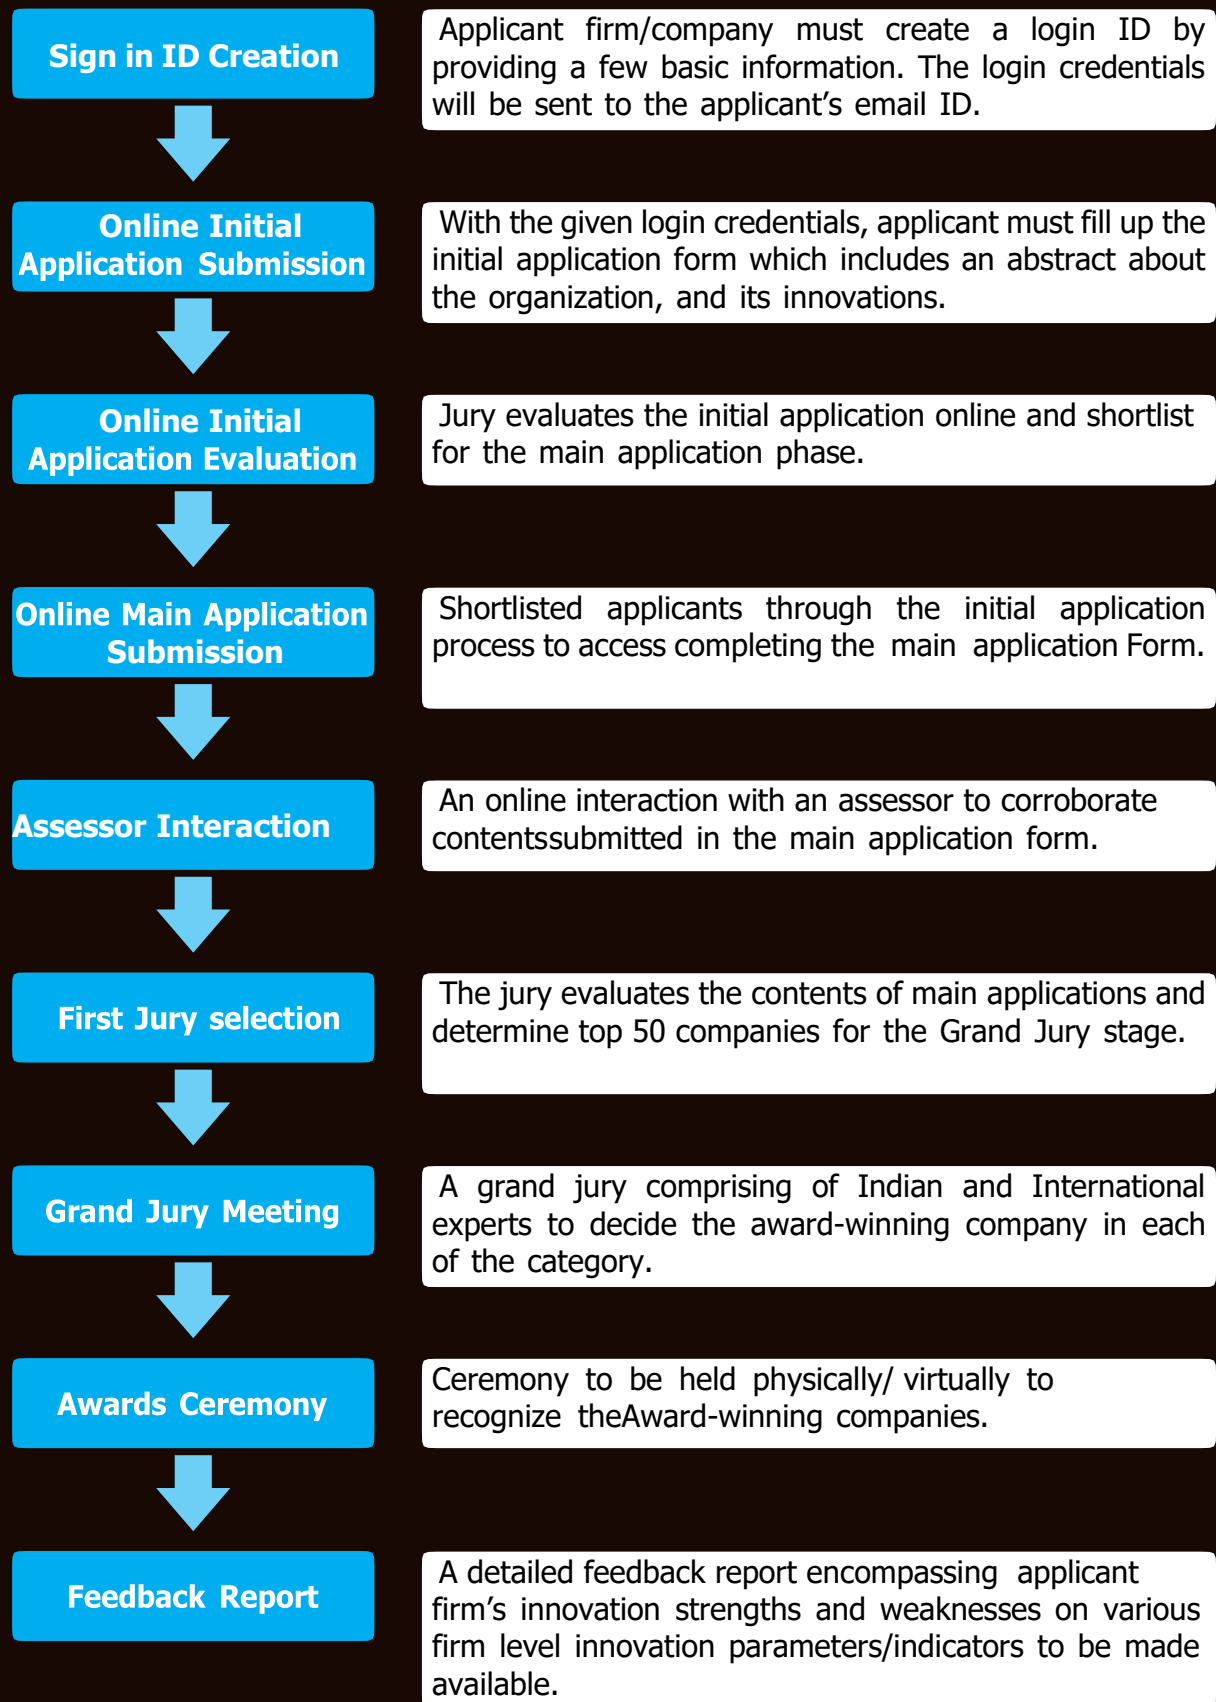 Sign in ID Creation
Applicant firm/company must create a login ID by
providing a few basic information. The login credentials
will be sent to the applicant's email ID.
Online Initial
Application Submission
With the given login credentials, applicant must fill up the
initial application form which includes an abstract about
the organization, and its innovations.
Online Initial
Application Evaluation
Jury evaluates the initial application online and shortlist
for the main application phase.
Online Main Application
Submission
Shortlisted applicants through the initial application
process to access completing the main application Form.
Assessor Interaction
An online interaction with an assessor to corroborate
contentssubmitted in the main application form.
First Jury selection
The jury evaluates the contents of main applications and
determine top 50 companies for the Grand Jury stage.
Grand Jury Meeting
A grand jury comprising of Indian and International
experts to decide the award-winning company in each
of the category.
Awards Ceremony
Ceremony to be held physically/ virtually to
recognize theAward-winning companies.
Feedback Report
A detailed feedback report encompassing applicant
firm's innovation strengths and weaknesses on various
firm level innovation parameters/indicators to be made
available.